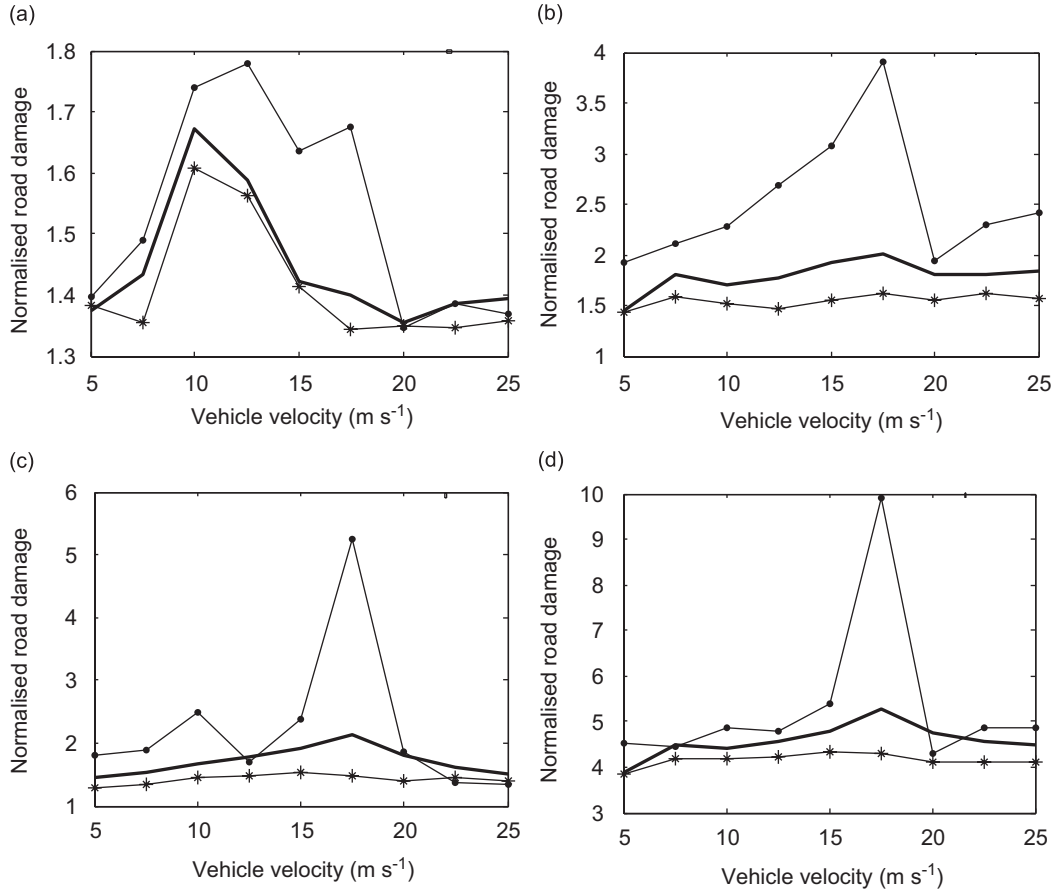 (a)
1.8
1.7
1.6
1.5
1.4
1.3
Normalised road damage
5 10 15 20 25
Vehicle velocity (m s⁻¹)
(b)
4
3.5
3
2.5
2
1.5
1
Normalised road damage
5 10 15 20 25
Vehicle velocity (m s⁻¹)
(c)
6
5
4
3
2
1
Normalised road damage
5 10 15 20 25
Vehicle velocity (m s⁻¹)
(d)
10
9
8
7
6
5
4
3
Normalised road damage
5 10 15 20 25
Vehicle velocity (m s⁻¹)